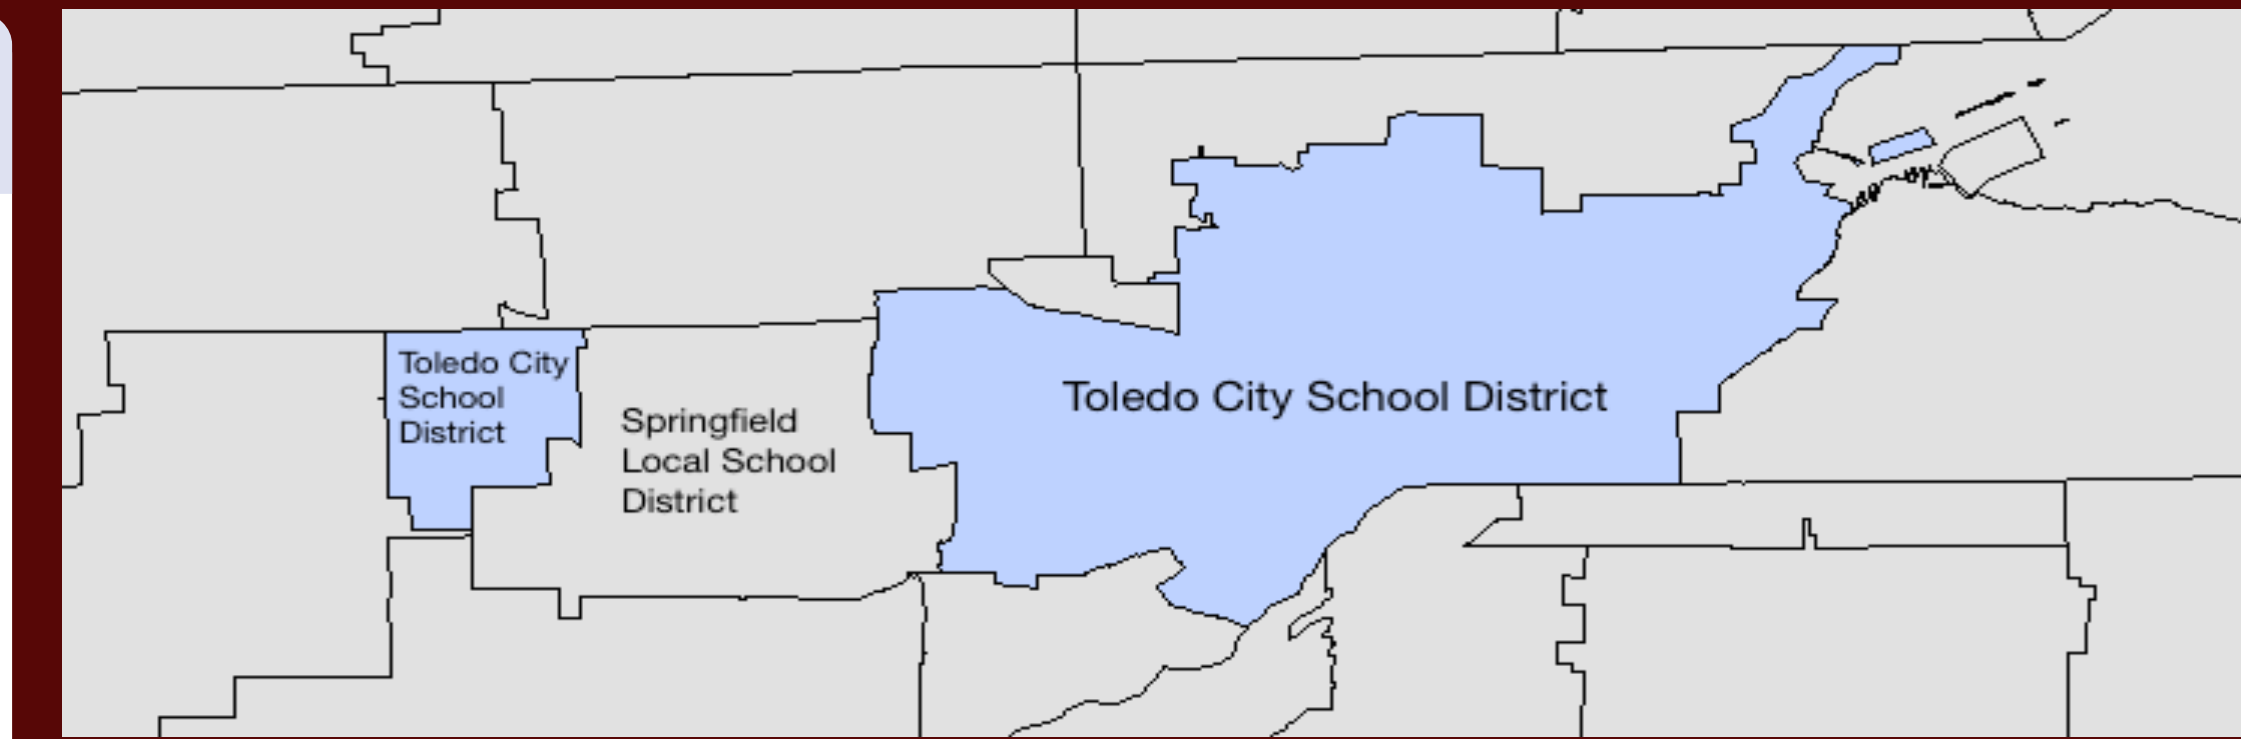 Toledo City
School
District
Springfield
Local School
District
Toledo City School District